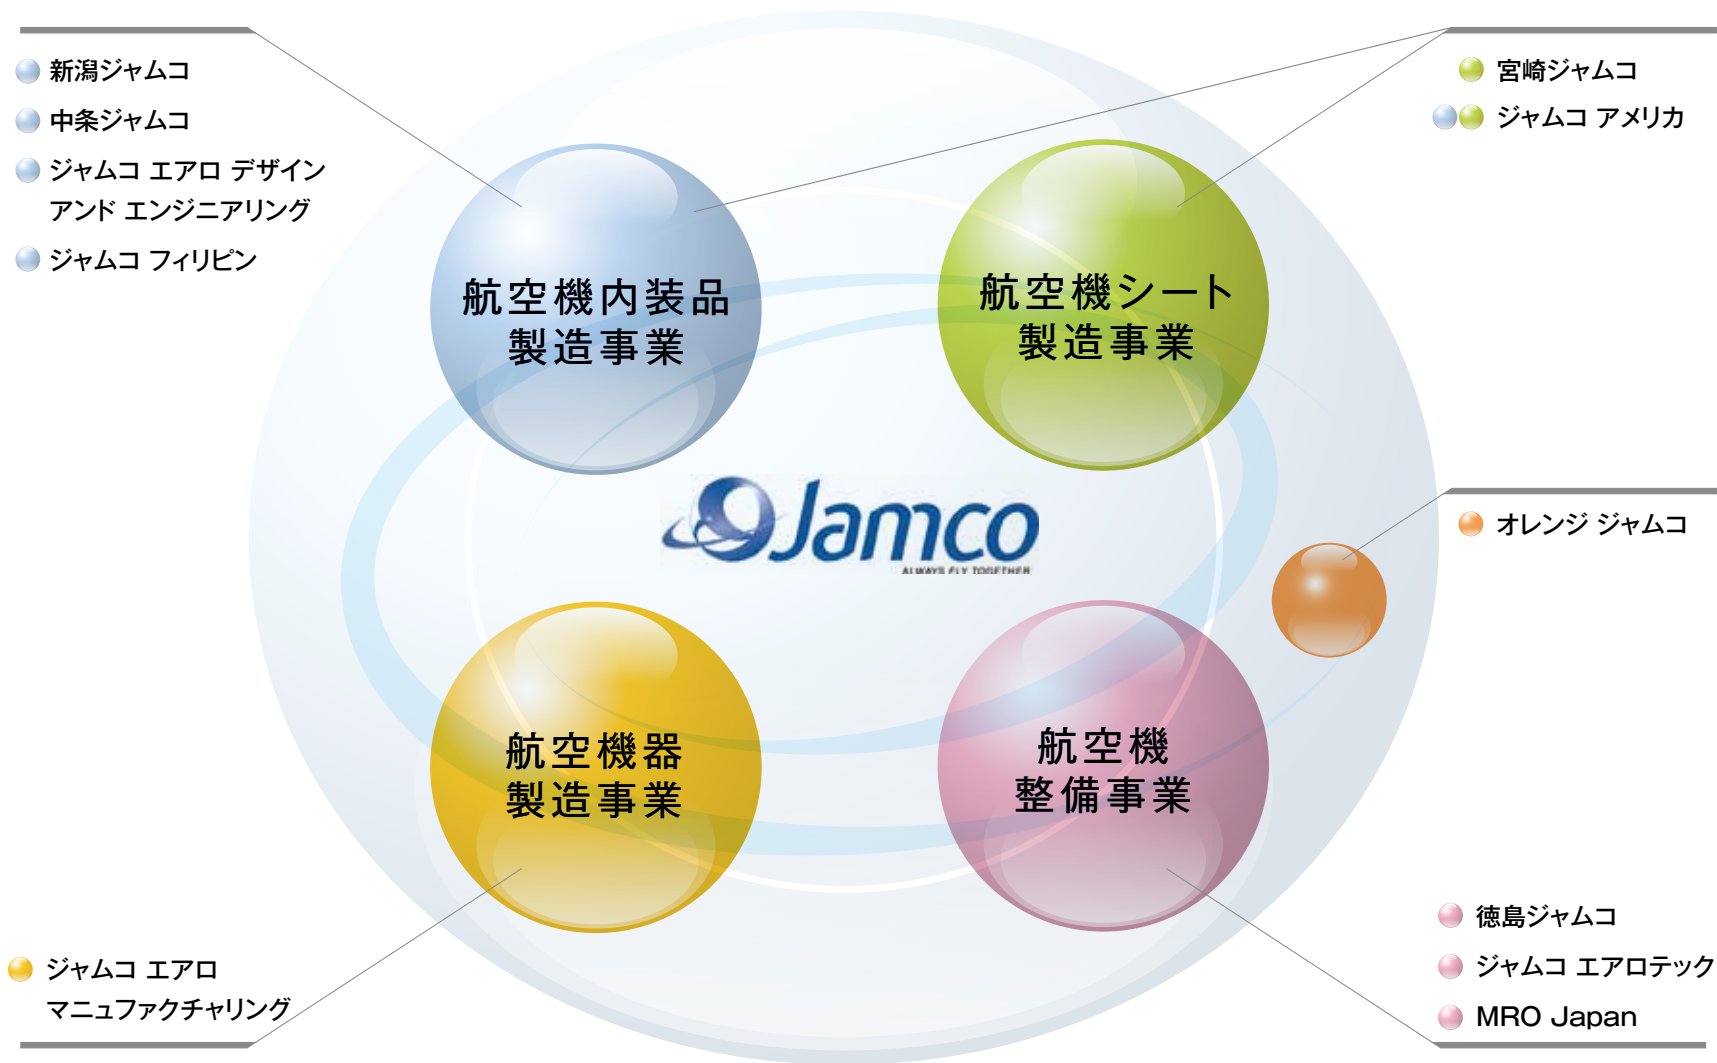 新潟ジャムコ
中条ジャムコ
ジャムコ エアロ デザイン
アンド エンジニアリング
ジャムコ フィリピン
宮崎ジャムコ
ジャムコ アメリカ
航空機内装品
製造事業
航空機シート
製造事業
Jamco
ALWAYS FLY TOGETHER
オレンジ ジャムコ
航空機器
製造事業
航空機
整備事業
ジャムコ エアロ
マニュファクチャリング
徳島ジャムコ
ジャムコ エアロテック
MRO Japan